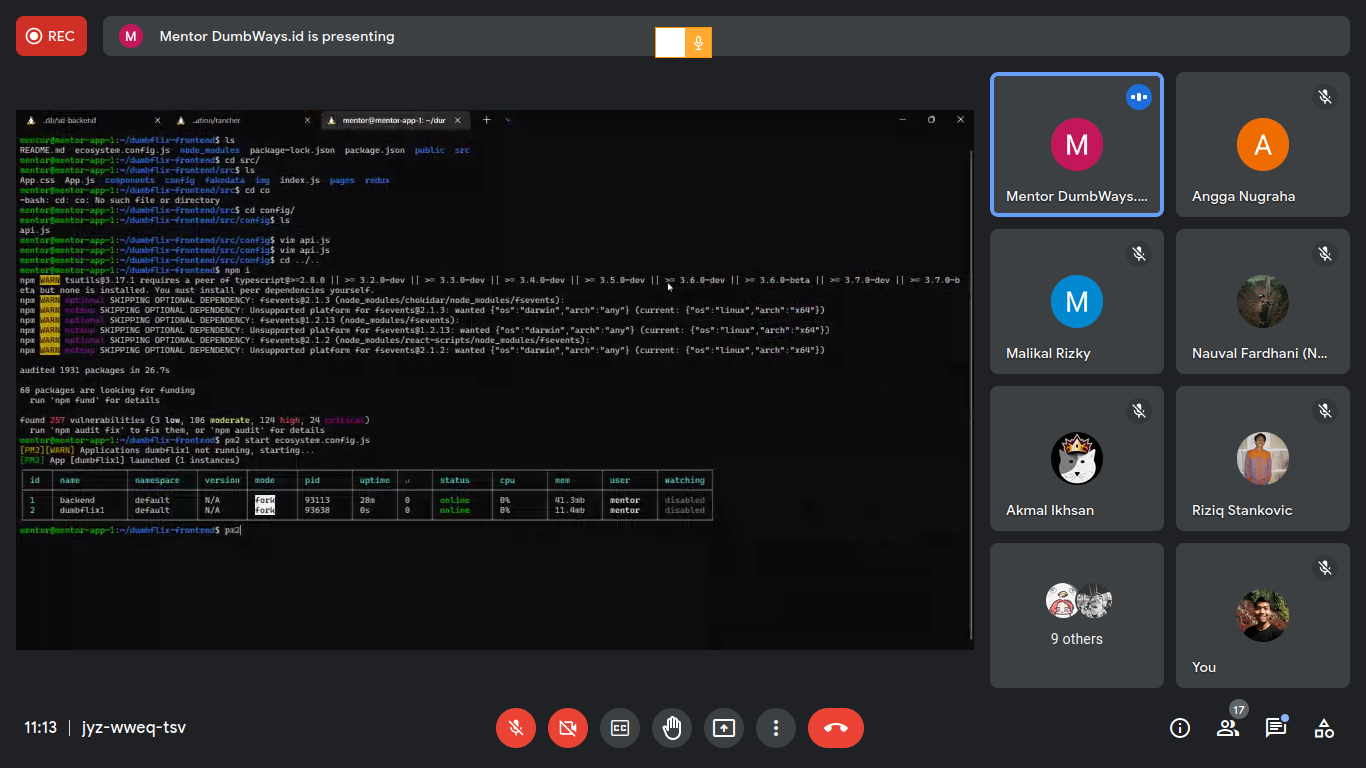 REC
M
Mentor DumbWays.id is presenting
mentor@mentor-app-1: ~/dur
mentor@mentor-app-1:~/dumbflix-frontend$ ls
README.md ecosystem.config.js node_modules package-lock.json package.json public src
mentor@mentor-app-1:~/dumbflix-frontend$ cd src/
mentor@mentor-app-1:~/dumbflix-frontend/src$ ls
App.css App.js components config fakedata img index.js pages redux
mentor@mentor-app-1:~/dumbflix-frontend/src$ cd co
-bash: cd: co: No such file or directory
mentor@mentor-app-1:~/dumbflix-frontend/src$ cd config/
mentor@mentor-app-1:~/dumbflix-frontend/src/config$ ls
api.js
mentor@mentor-app-1:~/dumbflix-frontend/src/config$ vim api.js
mentor@mentor-app-1:~/dumbflix-frontend/src/config$ vim api.js
mentor@mentor-app-1:~/dumbflix-frontend/src/config$ cd ../..
mentor@mentor-app-1:~/dumbflix-frontend$ npm i
npm WARN tsutils@3.17.1 requires a peer of typescript@>=2.8.0 || >= 3.2.0-dev || >= 3.3.0-dev || >= 3.4.0-dev || >= 3.5.0-dev || >= 3.6.0-dev || >= 3.6.0-beta || >= 3.7.0-dev || >= 3.7.0-b
eta but none is installed. You must install peer dependencies yourself.
npm WARN optional SKIPPING OPTIONAL DEPENDENCY: fsevents@2.1.3 (node_modules/chokidar/node_modules/fsevents):
npm WARN notsup SKIPPING OPTIONAL DEPENDENCY: Unsupported platform for fsevents@2.1.3: wanted {"os":"darwin","arch":"any"} (current: {"os":"linux","arch":"x64"})
npm WARN optional SKIPPING OPTIONAL DEPENDENCY: fsevents@1.2.13 (node_modules/fsevents):
npm WARN notsup SKIPPING OPTIONAL DEPENDENCY: Unsupported platform for fsevents@1.2.13: wanted {"os":"darwin","arch":"any"} (current: {"os":"linux","arch":"x64"})
npm WARN optional SKIPPING OPTIONAL DEPENDENCY: fsevents@2.1.2 (node_modules/react-scripts/node_modules/fsevents):
npm WARN notsup SKIPPING OPTIONAL DEPENDENCY: Unsupported platform for fsevents@2.1.2: wanted {"os":"darwin","arch":"any"} (current: {"os":"linux","arch":"x64"})
audited 1931 packages in 26.7s
60 packages are looking for funding
run 'npm fund' for details
found 257 vulnerabilities (3 low, 106 moderate, 124 high, 24 critical)
run 'npm audit fix' to fix them, or 'npm audit' for details
mentor@mentor-app-1:~/dumbflix-frontend$ pm2 start ecosystem.config.js
[PM2][WARN] Applications dumbflix1 not running, starting...
[PM2] App [dumbflix1] launched (1 instances)
id name namespace version mode pid uptime status cpu mem user watching
1 backend default N/A fork 93113 28m 0 online 0% 41.3mb mentor disabled
2 dumbflix1 default N/A fork 93638 0s 0 online 0% 11.4mb mentor disabled
mentor@mentor-app-1:~/dumbflix-frontend$ pm2
M
Mentor DumbWays....
A
Angga Nugraha
M
Malikal Rizky
Nauval Fardhani (N...
Akmal Ikhsan
Riziq Stankovic
9 others
You
11:13 | jyz-wweq-tsv
17